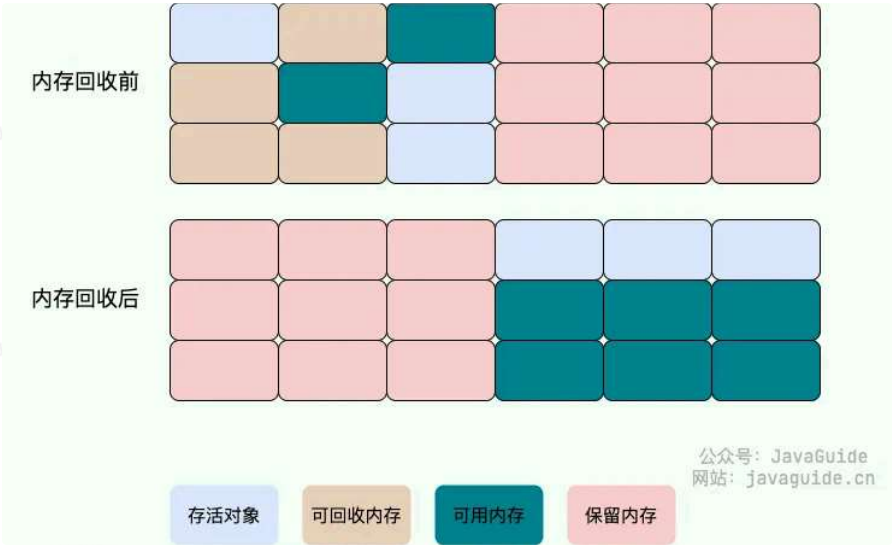 内存回收前
内存回收后
公众号：JavaGuide
网站：javaguide.cn
存活对象
可回收内存
可用内存
保留内存